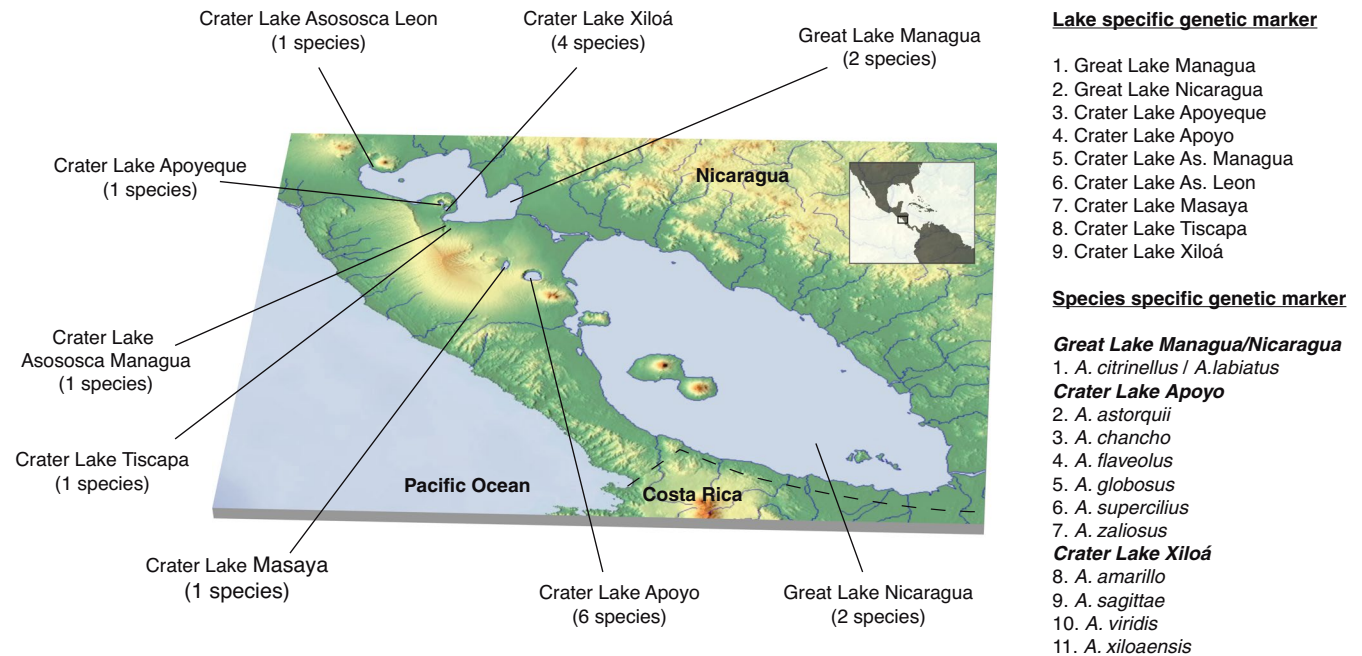 Crater Lake Asososca Leon
(1 species)
Crater Lake Xiloá
(4 species)
Great Lake Managua
(2 species)
Crater Lake Apoyeque
(1 species)
Nicaragua
Crater Lake
Asososca Managua
(1 species)
Crater Lake Tiscapa
(1 species)
Pacific Ocean
Costa Rica
Crater Lake Masaya
(1 species)
Crater Lake Apoyo
(6 species)
Great Lake Nicaragua
(2 species)
Lake specific genetic marker
1. Great Lake Managua
2. Great Lake Nicaragua
3. Crater Lake Apoyeque
4. Crater Lake Apoyo
5. Crater Lake As. Managua
6. Crater Lake As. Leon
7. Crater Lake Masaya
8. Crater Lake Tiscapa
9. Crater Lake Xiloá
Species specific genetic marker
Great Lake Managua/Nicaragua
1. A. citrinellus / A.labiatus
Crater Lake Apoyo
2. A. astorquii
3. A. chancho
4. A. flaveolus
5. A. globosus
6. A. supercilius
7. A. zaliosus
Crater Lake Xiloá
8. A. amarillo
9. A. sagittae
10. A. viridis
11. A. xiloaensis